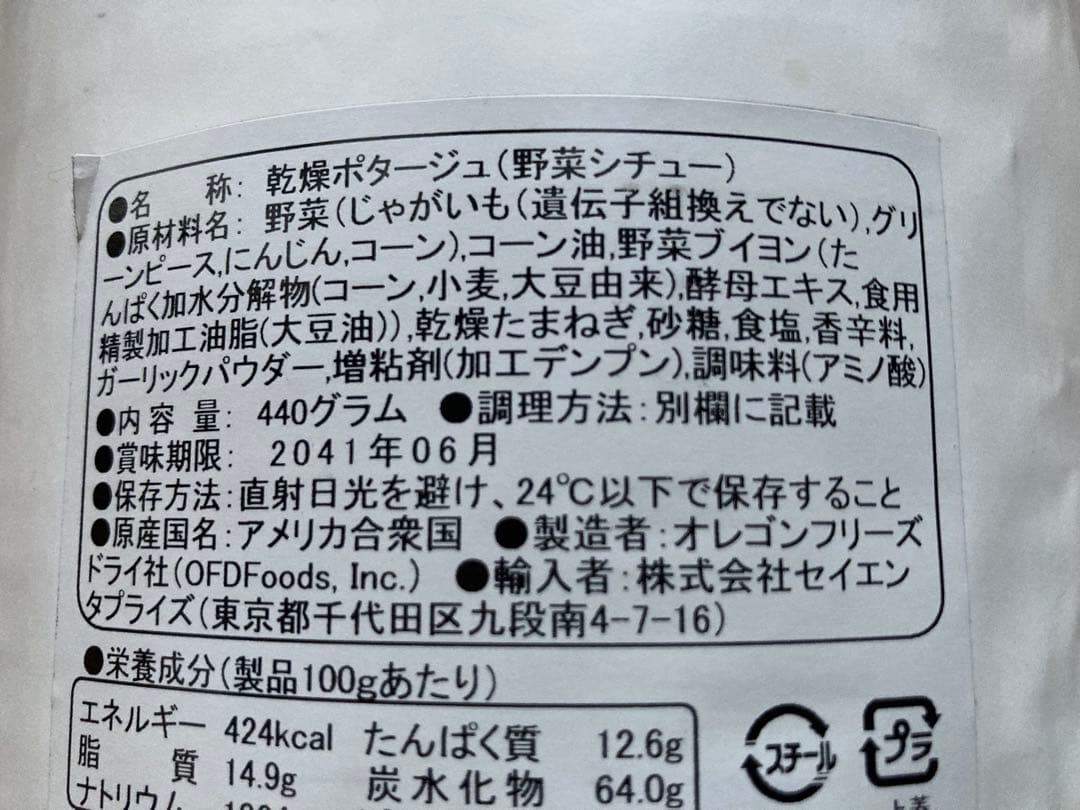 ●名　称：乾燥ポタージュ(野菜シチュー)
●原材料名：野菜(じゃがいも(遺伝子組換えでない),グリ
ーンピース,にんじん,コーン),コーン油,野菜ブイヨン(た
んぱく加水分解物(コーン,小麦,大豆由来),酵母エキス,食用
精製加工油脂(大豆油)),乾燥たまねぎ,砂糖,食塩,香辛料,
ガーリックパウダー,増粘剤(加工デンプン),調味料(アミノ酸)
●内容量：440グラム ●調理方法：別欄に記載
●賞味期限：2041年06月
●保存方法：直射日光を避け、24℃以下で保存すること
●原産国名：アメリカ合衆国 ●製造者：オレゴンフリーズ
ドライ社(OFDFoods, Inc.) ●輸入者：株式会社セイエン
タプライズ(東京都千代田区九段南4-7-16)
●栄養成分(製品100gあたり)
エネルギー 424kcal たんぱく質 12.6g
脂質 14.9g 炭水化物 64.0g
ナトリウム
スチール
プラ